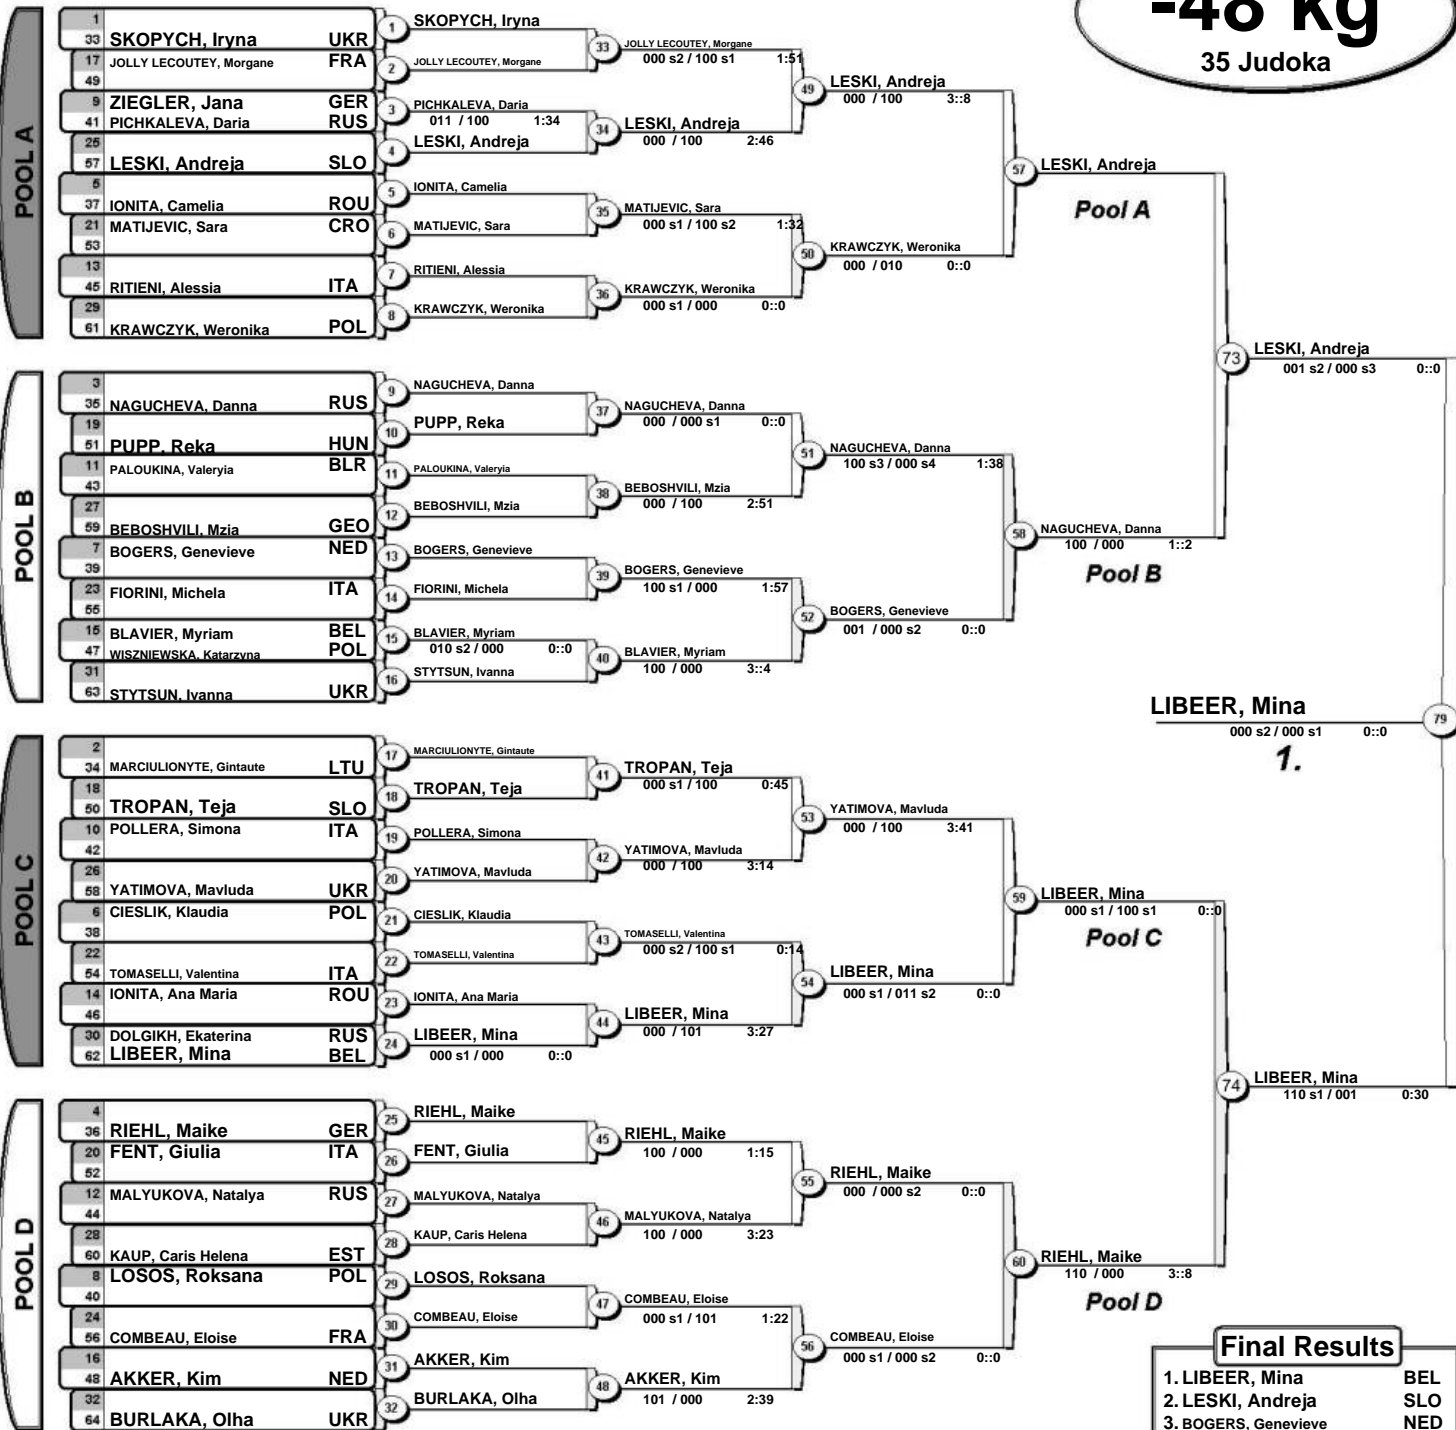 -48 kg
35 Judoka
POOL A
1
33 SKOPYCH, Iryna UKR
17 JOLLY LECOUTEY, Morgane FRA
49
9 ZIEGLER, Jana GER
41 PICHKALEVA, Daria RUS
25
57 LESKI, Andreja SLO
5
37 IONITA, Camelia ROU
21 MATIJEVIC, Sara CRO
53
13
45 RITIENI, Alessia ITA
29
61 KRAWCZYK, Weronika POL
1 SKOPYCH, Iryna
2 JOLLY LECOUTEY, Morgane
3 PICHKALEVA, Daria
011 / 100 1:34
4 LESKI, Andreja
5 IONITA, Camelia
6 MATIJEVIC, Sara
7 RITIENI, Alessia
8 KRAWCZYK, Weronika
33 JOLLY LECOUTEY, Morgane
000 s2 / 100 s1 1:51
34 LESKI, Andreja
000 / 100 2:46
35 MATIJEVIC, Sara
000 s1 / 100 s2 1:32
36 KRAWCZYK, Weronika
000 s1 / 000 0::0
49 LESKI, Andreja
000 / 100 3::8
50 KRAWCZYK, Weronika
000 / 010 0::0
57 LESKI, Andreja
Pool A
POOL B
3
35 NAGUCHEVA, Danna RUS
19
51 PUPP, Reka HUN
11 PALOUKINA, Valeryia BLR
43
27
59 BEBOSHVILI, Mzia GEO
7 BOGERS, Genevieve NED
39
23 FIORINI, Michela ITA
55
15 BLAVIER, Myriam BEL
47 WISZNIEWSKA, Katarzyna POL
31
63 STYTSUN, Ivanna UKR
9 NAGUCHEVA, Danna
10 PUPP, Reka
11 PALOUKINA, Valeryia
12 BEBOSHVILI, Mzia
13 BOGERS, Genevieve
14 FIORINI, Michela
15 BLAVIER, Myriam
010 s2 / 000 0::0
16 STYTSUN, Ivanna
37 NAGUCHEVA, Danna
000 / 000 s1 0::0
38 BEBOSHVILI, Mzia
000 / 100 2:51
39 BOGERS, Genevieve
100 s1 / 000 1:57
40 BLAVIER, Myriam
100 / 000 3::4
51 NAGUCHEVA, Danna
100 s3 / 000 s4 1:38
52 BOGERS, Genevieve
001 / 000 s2 0::0
58 NAGUCHEVA, Danna
100 / 000 1::2
Pool B
73 LESKI, Andreja
001 s2 / 000 s3 0::0
LIBEER, Mina 79
000 s2 / 000 s1 0::0
1.
POOL C
2
34 MARCIULIONYTE, Gintaute LTU
18
50 TROPAN, Teja SLO
10 POLLERA, Simona ITA
42
26
58 YATIMOVA, Mavluda UKR
6 CIESLIK, Klaudia POL
38
22
54 TOMASELLI, Valentina ITA
14 IONITA, Ana Maria ROU
46
30 DOLGIKH, Ekaterina RUS
62 LIBEER, Mina BEL
17 MARCIULIONYTE, Gintaute
18 TROPAN, Teja
19 POLLERA, Simona
20 YATIMOVA, Mavluda
21 CIESLIK, Klaudia
22 TOMASELLI, Valentina
23 IONITA, Ana Maria
24 LIBEER, Mina
000 s1 / 000 0::0
41 TROPAN, Teja
000 s1 / 100 0:45
42 YATIMOVA, Mavluda
000 / 100 3:14
43 TOMASELLI, Valentina
000 s2 / 100 s1 0:14
44 LIBEER, Mina
000 / 101 3:27
53 YATIMOVA, Mavluda
000 / 100 3:41
54 LIBEER, Mina
000 s1 / 011 s2 0::0
59 LIBEER, Mina
000 s1 / 100 s1 0::0
Pool C
74 LIBEER, Mina
110 s1 / 001 0:30
POOL D
4
36 RIEHL, Maike GER
20 FENT, Giulia ITA
52
12 MALYUKOVA, Natalya RUS
44
28
60 KAUP, Caris Helena EST
8 LOSOS, Roksana POL
40
24
56 COMBEAU, Eloise FRA
16
48 AKKER, Kim NED
32
64 BURLAKA, Olha UKR
25 RIEHL, Maike
26 FENT, Giulia
27 MALYUKOVA, Natalya
28 KAUP, Caris Helena
29 LOSOS, Roksana
30 COMBEAU, Eloise
31 AKKER, Kim
32 BURLAKA, Olha
45 RIEHL, Maike
100 / 000 1:15
46 MALYUKOVA, Natalya
100 / 000 3:23
47 COMBEAU, Eloise
000 s1 / 101 1:22
48 AKKER, Kim
101 / 000 2:39
55 RIEHL, Maike
000 / 000 s2 0::0
56 COMBEAU, Eloise
000 s1 / 000 s2 0::0
60 RIEHL, Maike
110 / 000 3::8
Pool D
Final Results
1. LIBEER, Mina BEL
2. LESKI, Andreja SLO
3. BOGERS, Genevieve NED